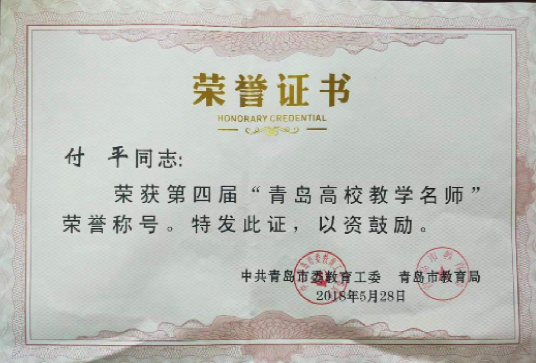 荣誉证书
HONORARY CREDENTIAL
付 平同志:
荣获第四届“青岛高校教学名师”
荣誉称号。特发此证，以资鼓励。
中共青岛市委教育工委 青岛市教育局
2018年5月28日